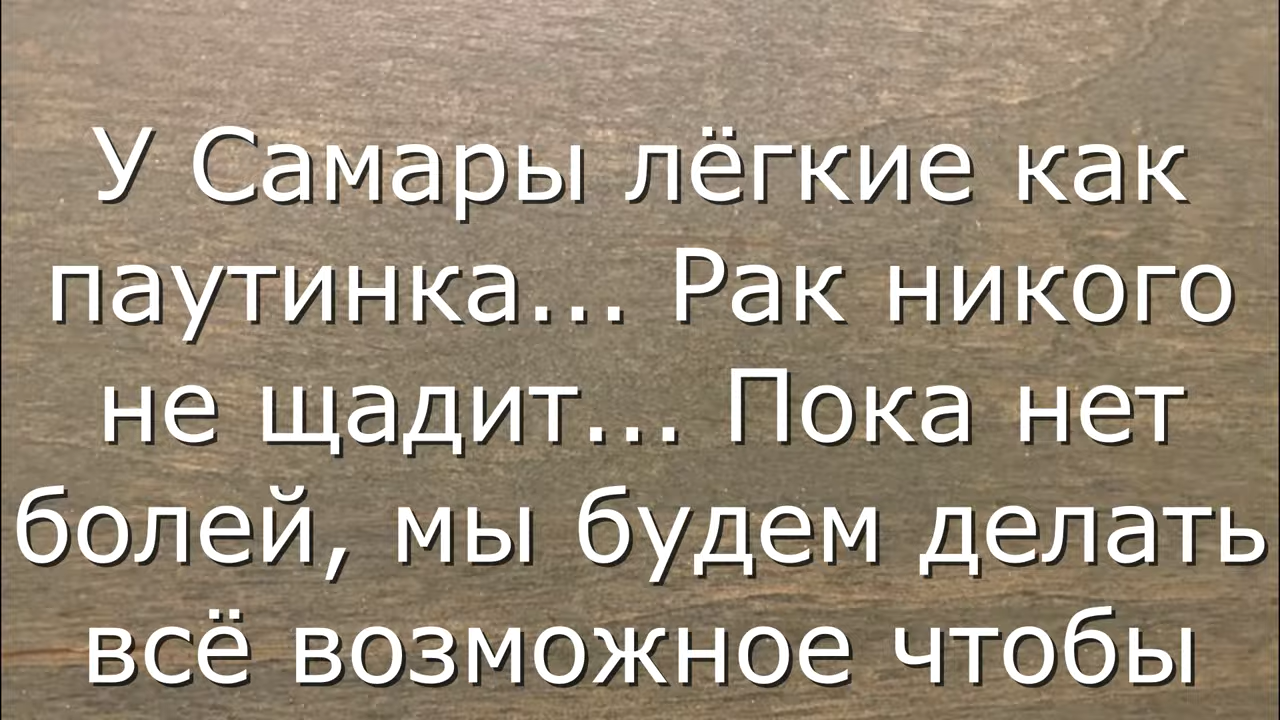 У Самары лёгкие как
паутинка... Рак никого
не щадит... Пока нет
болей, мы будем делать
всё возможное чтобы